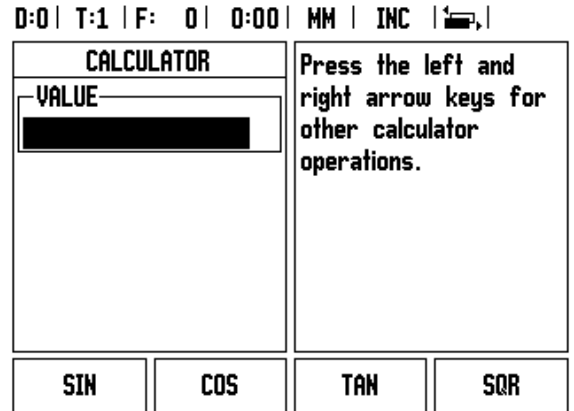 D:0| T:1 |F: 0| 0:00| MM | INC |
CALCULATOR
VALUE
Press the left and
right arrow keys for
other calculator
operations.
SIN COS TAN SQR